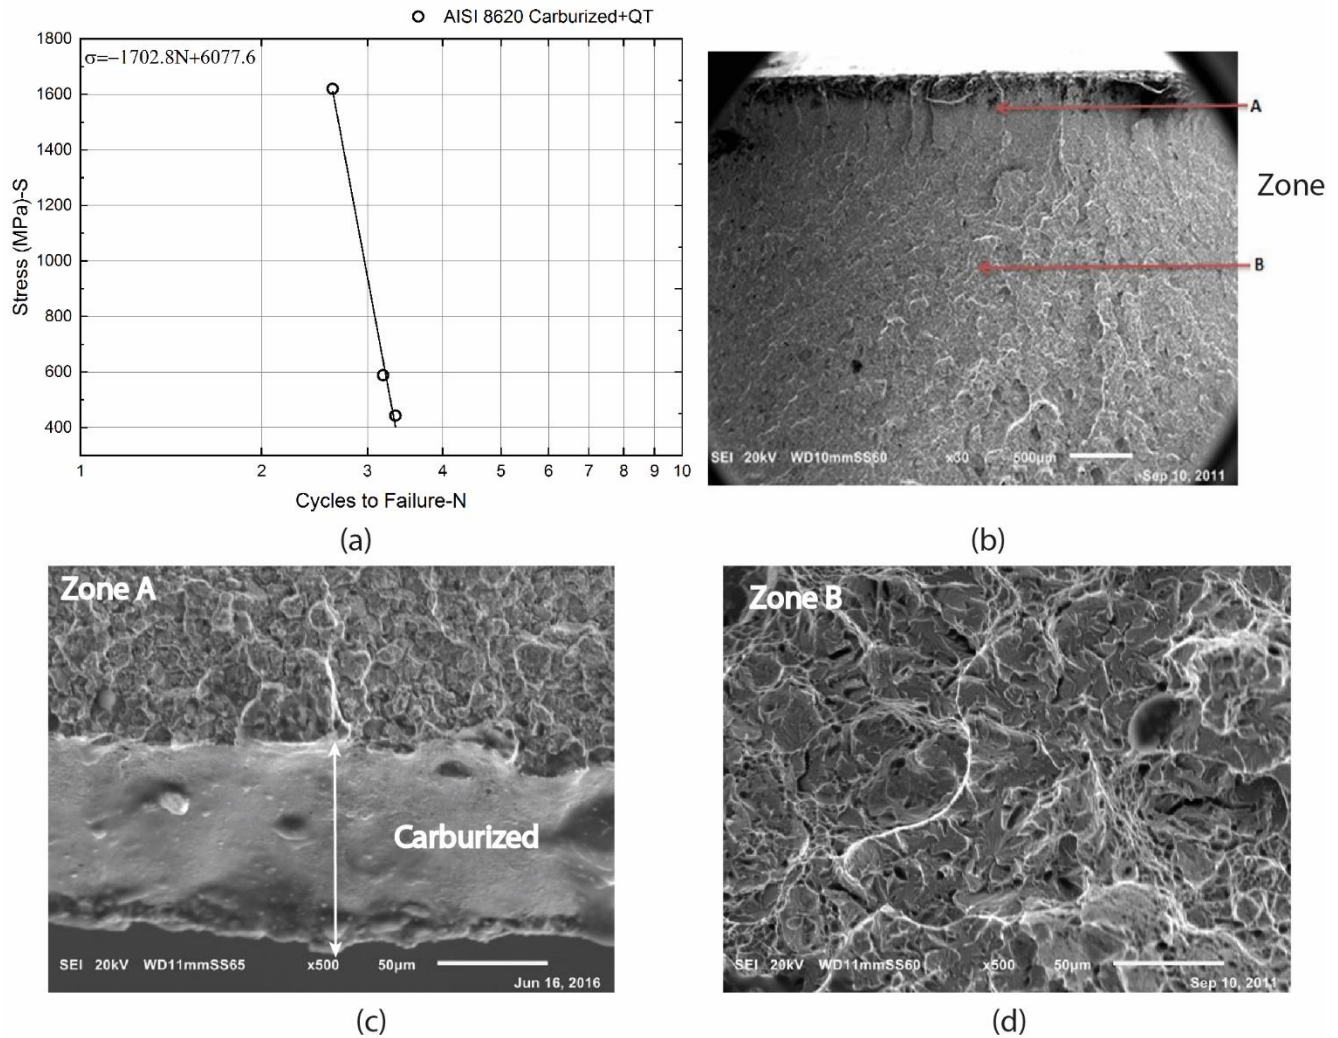 AISI 8620 Carburized+QT
σ=−1702.8N+6077.6
1800
1600
1400
1200
1000
800
600
400
Stress (MPa)-S
1 2 3 4 5 6 7 8 9 10
Cycles to Failure-N
(a)
A
Zone
B
SEI 20kV WD10mmSS60 x30 500µm
Sep 10, 2011
(b)
Zone A
Carburized
SEI 20kV WD11mmSS65 x500 50µm
Jun 16, 2016
(c)
Zone B
SEI 20kV WD11mmSS60 x500 50µm
Sep 10, 2011
(d)